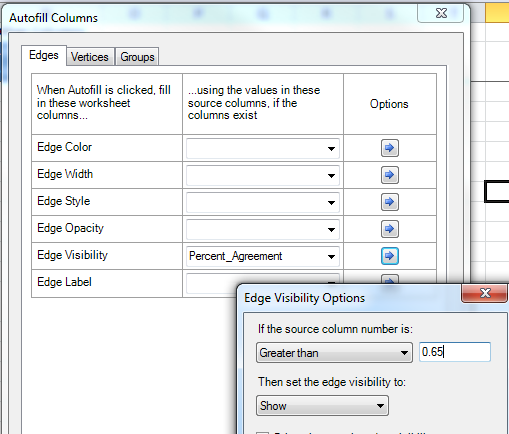 Autofill Columns
Edges Vertices Groups
When Autofill is clicked, fill
in these worksheet
columns...
...using the values in these
source columns, if the
columns exist
Options
Edge Color
Edge Width
Edge Style
Edge Opacity
Edge Visibility Percent_Agreement
Edge Label
Edge Visibility Options
If the source column number is:
Greater than 0.65
Then set the edge visibility to:
Show